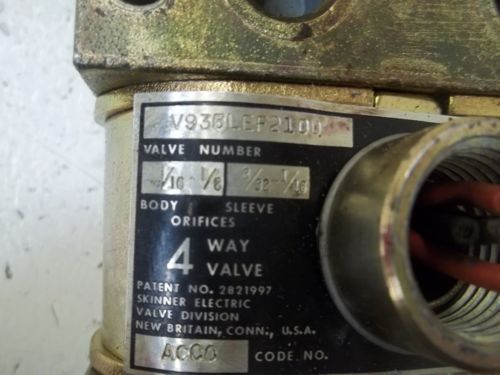 V935LEF2100
VALVE NUMBER
1/16 - 1/8 3/32 - 1/16
BODY SLEEVE
ORIFICES
4 WAY
VALVE
PATENT NO. 2821997
SKINNER ELECTRIC
VALVE DIVISION
NEW BRITAIN, CONN., U.S.A.
CODE NO.